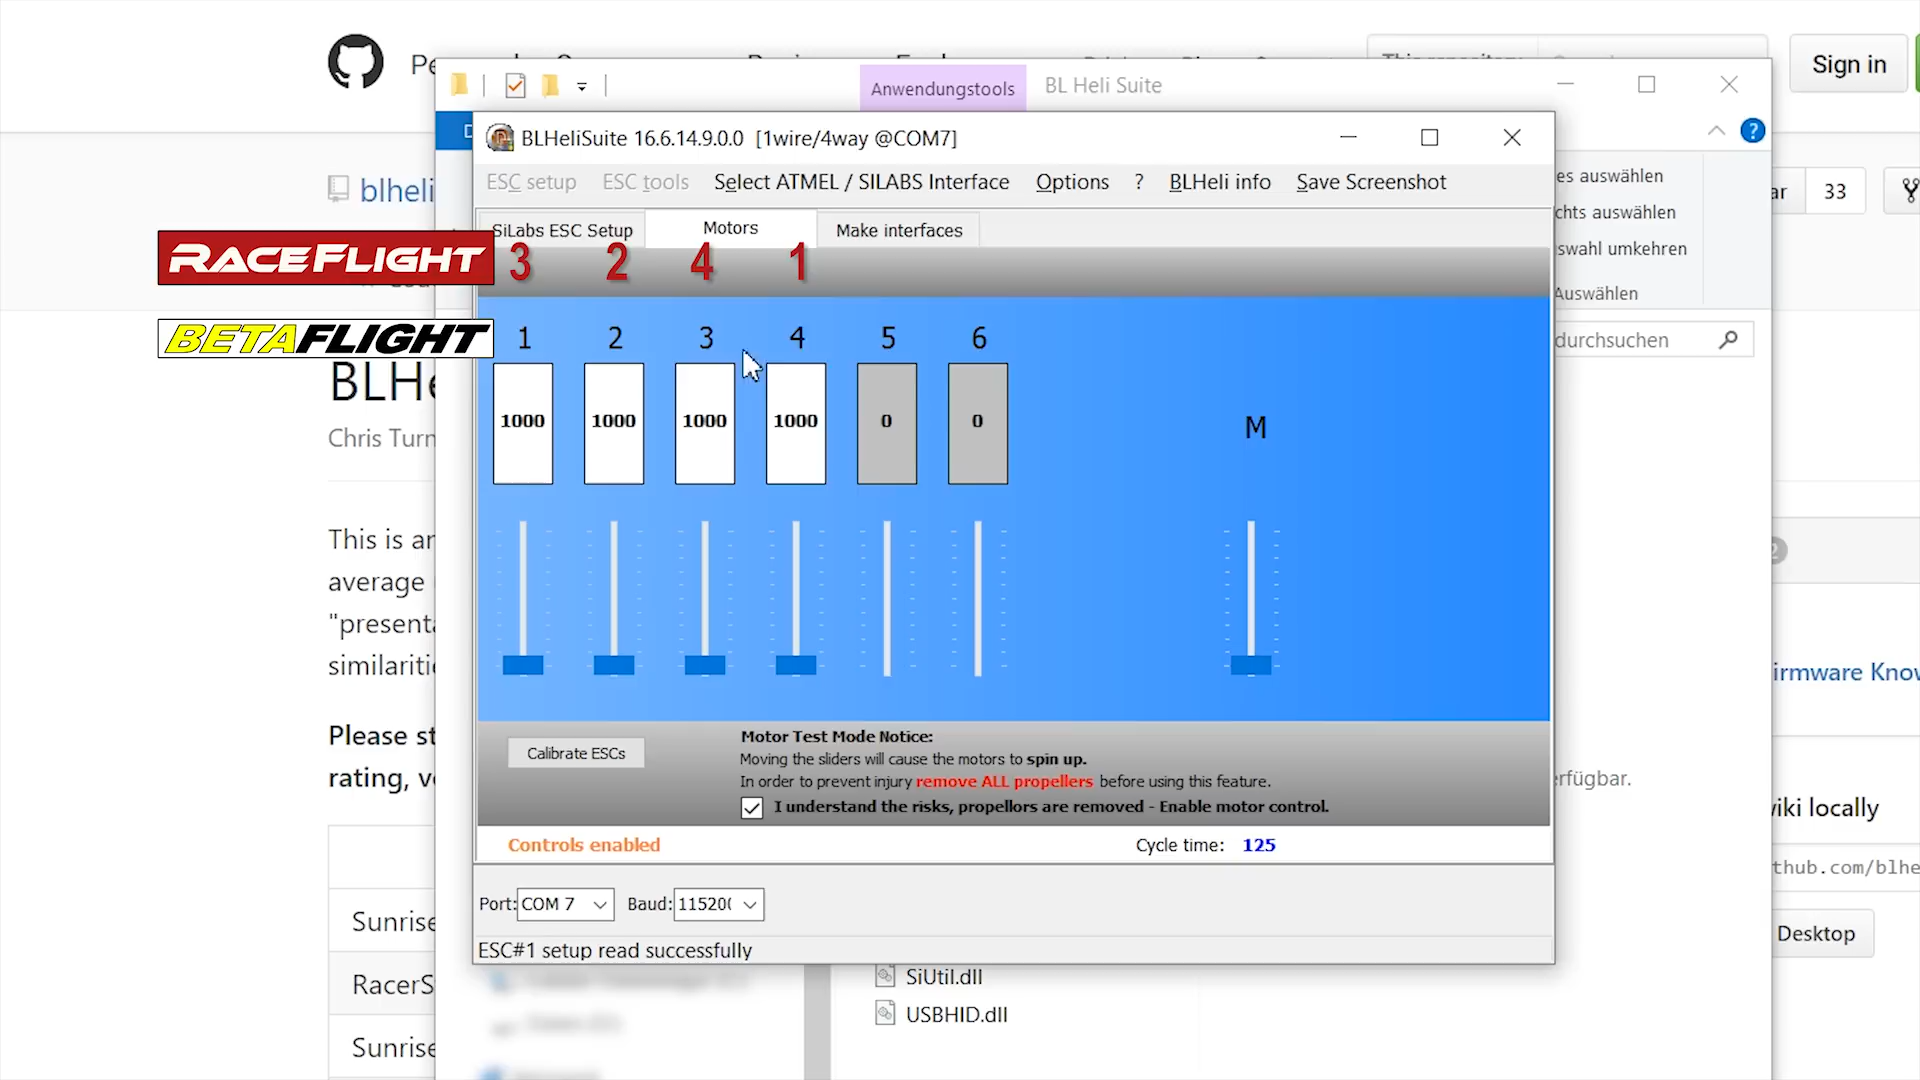 Sign in
Anwendungstools
BL Heli Suite
BLHeliSuite 16.6.14.9.0.0 [1wire/4way @COM7]
?
ESC setup ESC tools Select ATMEL / SILABS Interface Options ? BLHeli info Save Screenshot
es auswählen
blheli
33
chts auswählen
SiLabs ESC Setup Motors Make interfaces
swahl umkehren
RACEFLIGHT 3 2 4 1
Auswählen
BETAFLIGHT 1 2 3 4 5 6
durchsuchen
BLHe
1000 1000 1000 1000 0 0
M
Chris Turn
This is an
average
"presenta
similaritie
irmware Know
Please st
rating, v
Calibrate ESCs
Motor Test Mode Notice:
Moving the sliders will cause the motors to spin up.
In order to prevent injury remove ALL propellers before using this feature.
I understand the risks, propellors are removed - Enable motor control.
erfügbar.
wiki locally
Controls enabled Cycle time: 125
thub.com/blhe
Port: COM 7 Baud: 115200
Sunrise
Desktop
ESC#1 setup read successfully
SiUtil.dll
RacerS
USBHID.dll
Sunrise